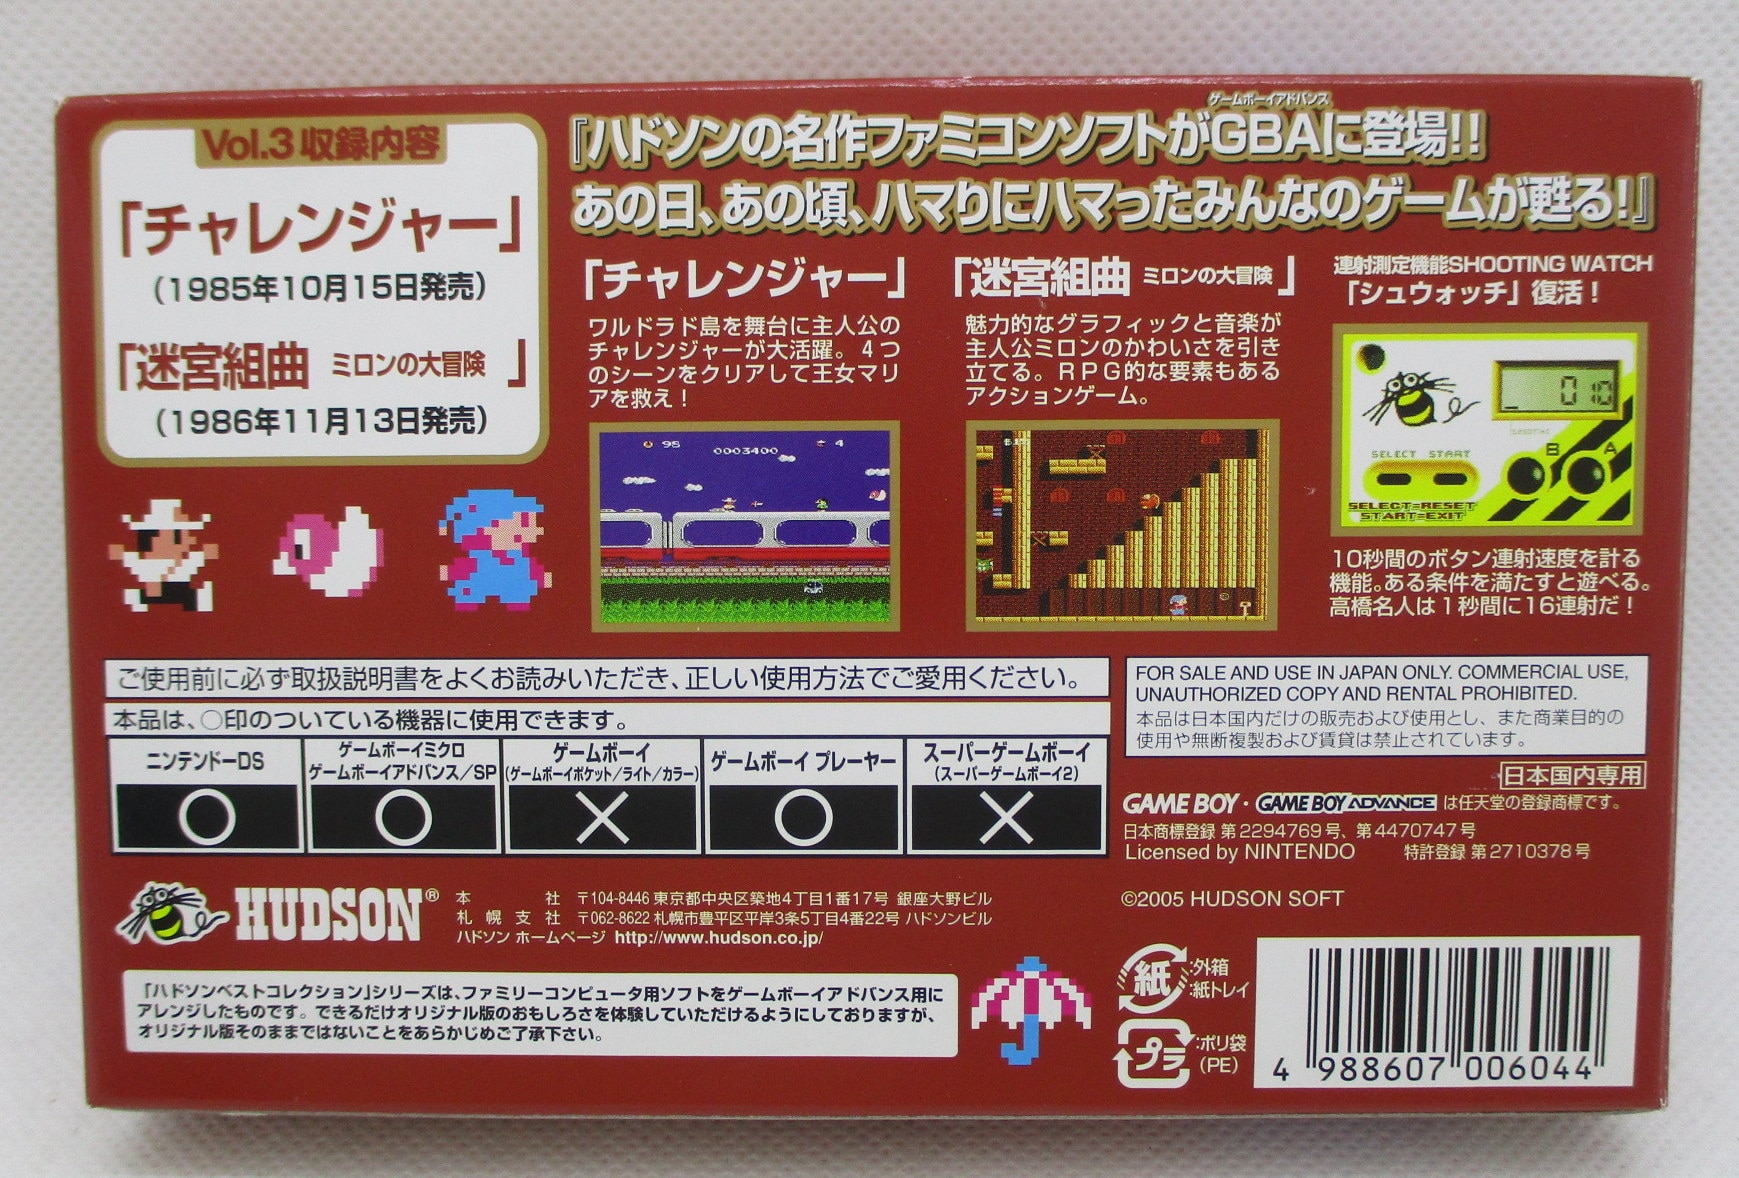 Vol.3 収録内容
「チャレンジャー」
（1985年10月15日発売）
「迷宮組曲 ミロンの大冒険」
（1986年11月13日発売）
ゲームボーイアドバンス
『ハドソンの名作ファミコンソフトがGBAに登場!!
あの日、あの頃、ハマりにハマったみんなのゲームが甦る!』
「チャレンジャー」
ワルドラド島を舞台に主人公の
チャレンジャーが大活躍。4つ
のシーンをクリアして王女マリ
アを救え！
95
0003400
4
「迷宮組曲 ミロンの大冒険」
魅力的なグラフィックと音楽が
主人公ミロンのかわいさを引き
立てる。RPG的な要素もある
アクションゲーム。
連射測定機能SHOOTING WATCH
「シュウォッチ」復活！
010
B A
SELECT START
SELECT=RESET
START=EXIT
10秒間のボタン連射速度を計る
機能。ある条件を満たすと遊べる。
高橋名人は1秒間に16連射だ！
ご使用前に必ず取扱説明書をよくお読みいただき、正しい使用方法でご愛用ください。
本品は、○印のついている機器に使用できます。
ニンテンドーDS
○
ゲームボーイミクロ
ゲームボーイアドバンス／SP
○
ゲームボーイ
(ゲームボーイポケット／ライト／カラー)
×
ゲームボーイ プレーヤー
○
スーパーゲームボーイ
(スーパーゲームボーイ2)
×
FOR SALE AND USE IN JAPAN ONLY. COMMERCIAL USE,
UNAUTHORIZED COPY AND RENTAL PROHIBITED.
本品は日本国内だけの販売および使用とし、また商業目的の
使用や無断複製および賃貸は禁止されています。
日本国内専用
GAME BOY・GAME BOY ADVANCE は任天堂の登録商標です。
日本商標登録 第2294769号、第4470747号
Licensed by NINTENDO 特許登録 第2710378号
HUDSON®
本社 〒104-8446 東京都中央区築地4丁目1番17号 銀座大野ビル
札幌支社 〒062-8622 札幌市豊平区平岸3条5丁目4番22号 ハドソンビル
ハドソン ホームページ http://www.hudson.co.jp/
©2005 HUDSON SOFT
「ハドソンベストコレクション」シリーズは、ファミリーコンピュータ用ソフトをゲームボーイアドバンス用に
アレンジしたものです。できるだけオリジナル版のおもしろさを体験していただけるようにしておりますが、
オリジナル版そのままではないことをあらかじめご了承下さい。
紙 :外箱
:紙トレイ
プラ :ポリ袋
(PE)
4 988607 006044